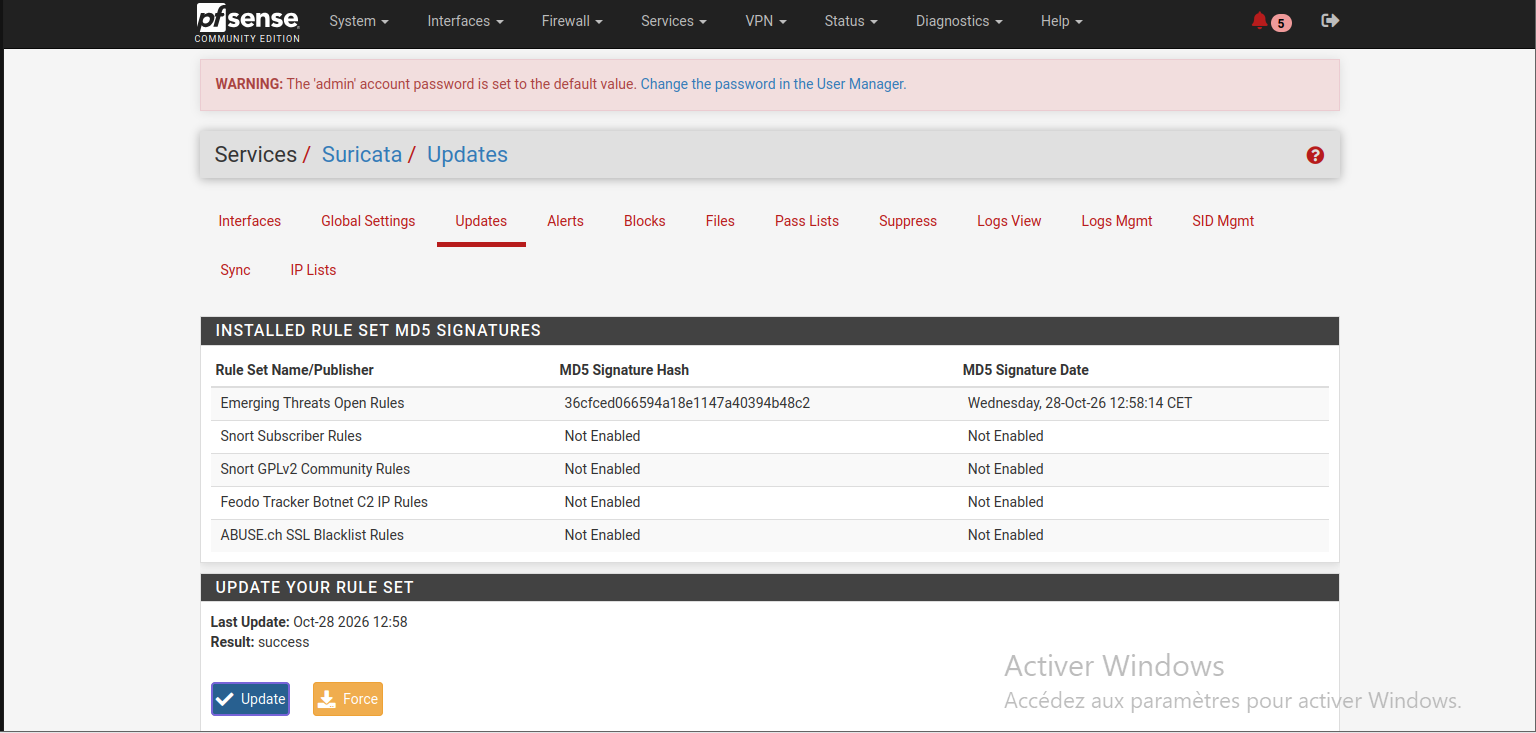 pfsense System Interfaces Firewall Services VPN Status Diagnostics Help 5
COMMUNITY EDITION
WARNING: The 'admin' account password is set to the default value. Change the password in the User Manager.
Services / Suricata / Updates
Interfaces Global Settings Updates Alerts Blocks Files Pass Lists Suppress Logs View Logs Mgmt SID Mgmt
Sync IP Lists
INSTALLED RULE SET MD5 SIGNATURES
Rule Set Name/Publisher MD5 Signature Hash MD5 Signature Date
Emerging Threats Open Rules 36cfced066594a18e1147a40394b48c2 Wednesday, 28-Oct-26 12:58:14 CET
Snort Subscriber Rules Not Enabled Not Enabled
Snort GPLv2 Community Rules Not Enabled Not Enabled
Feodo Tracker Botnet C2 IP Rules Not Enabled Not Enabled
ABUSE.ch SSL Blacklist Rules Not Enabled Not Enabled
UPDATE YOUR RULE SET
Last Update: Oct-28 2026 12:58
Result: success
Activer Windows
Update Force Accédez aux paramètres pour activer Windows.